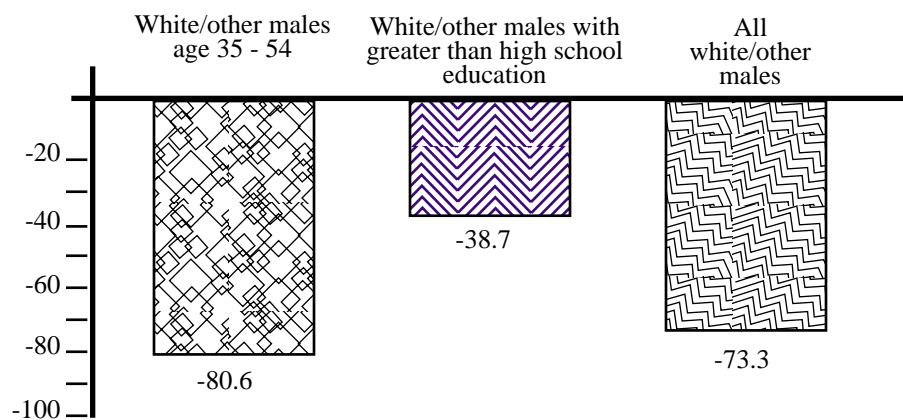 White/other males
age 35 - 54
White/other males with
greater than high school
education
All
white/other
males
-20
-40
-60
-80
-100
-80.6
-38.7
-73.3